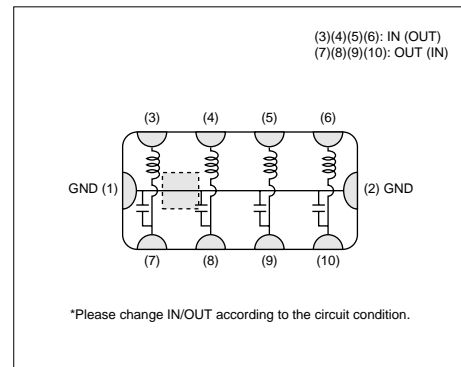 (3)(4)(5)(6): IN (OUT)
(7)(8)(9)(10): OUT (IN)
(3) (4) (5) (6)
GND (1) (2) GND
(7) (8) (9) (10)
*Please change IN/OUT according to the circuit condition.